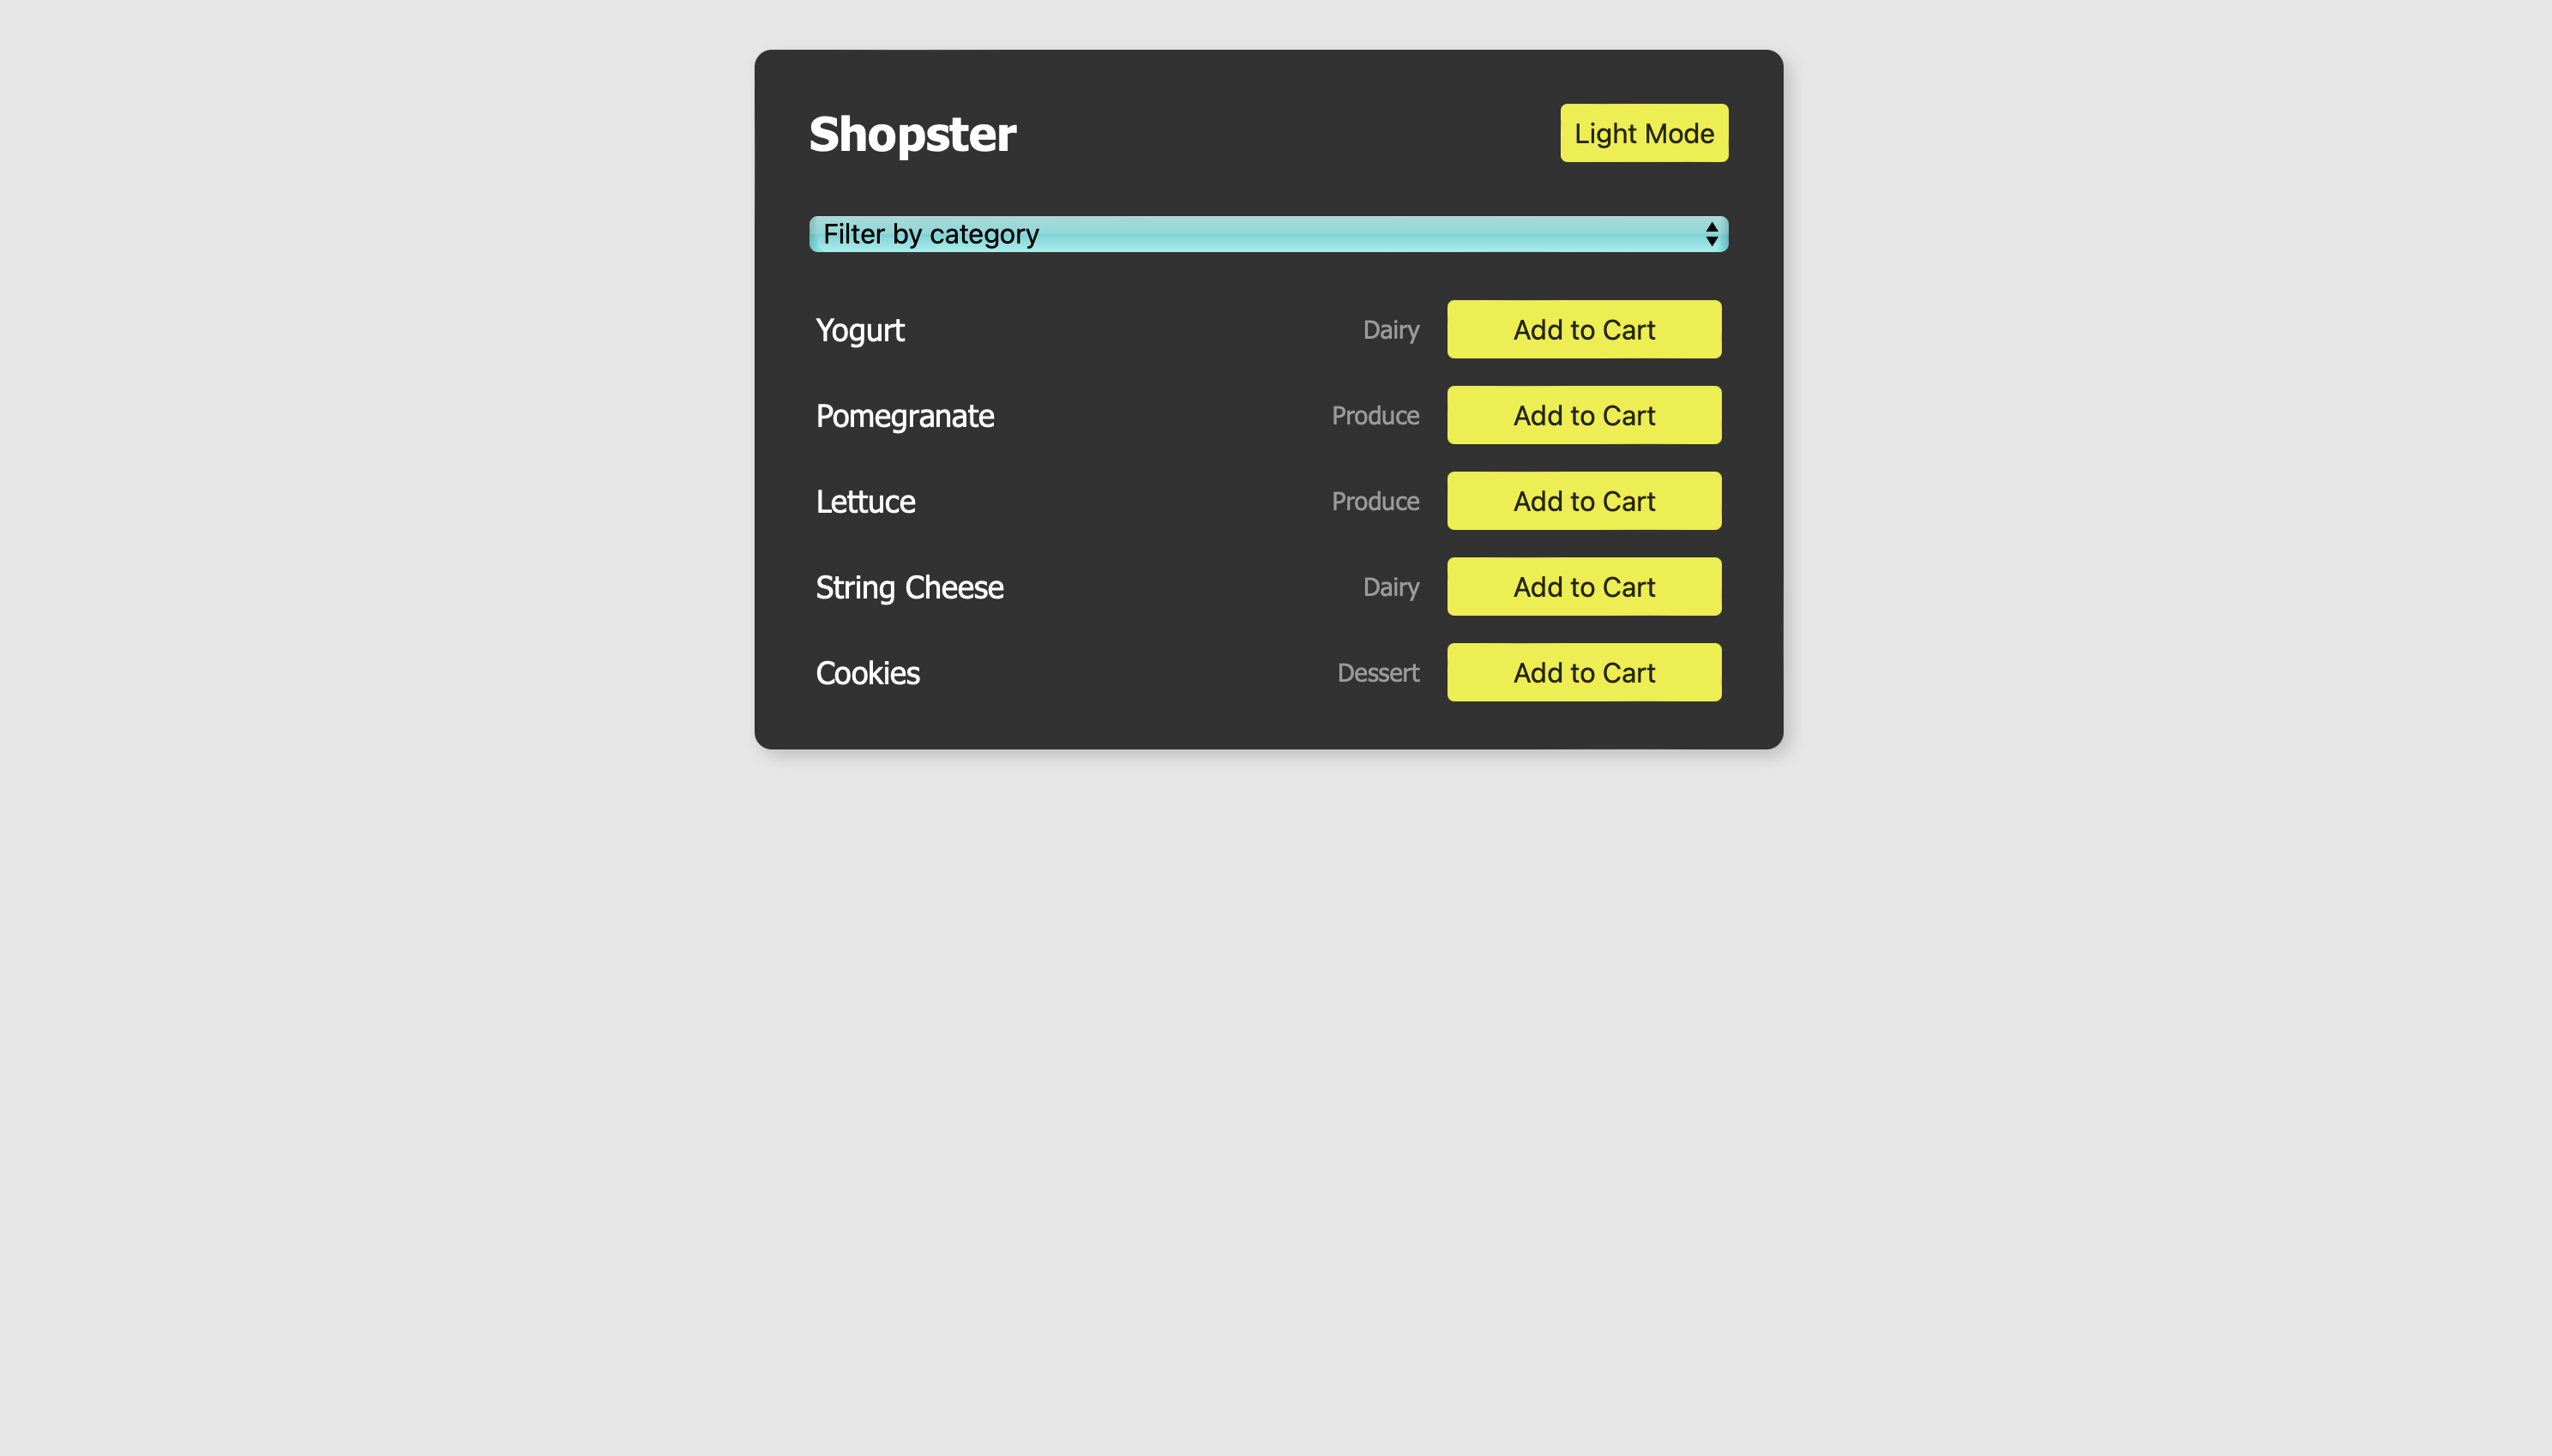 Shopster
Light Mode
Filter by category
Yogurt Dairy Add to Cart
Pomegranate Produce Add to Cart
Lettuce Produce Add to Cart
String Cheese Dairy Add to Cart
Cookies Dessert Add to Cart